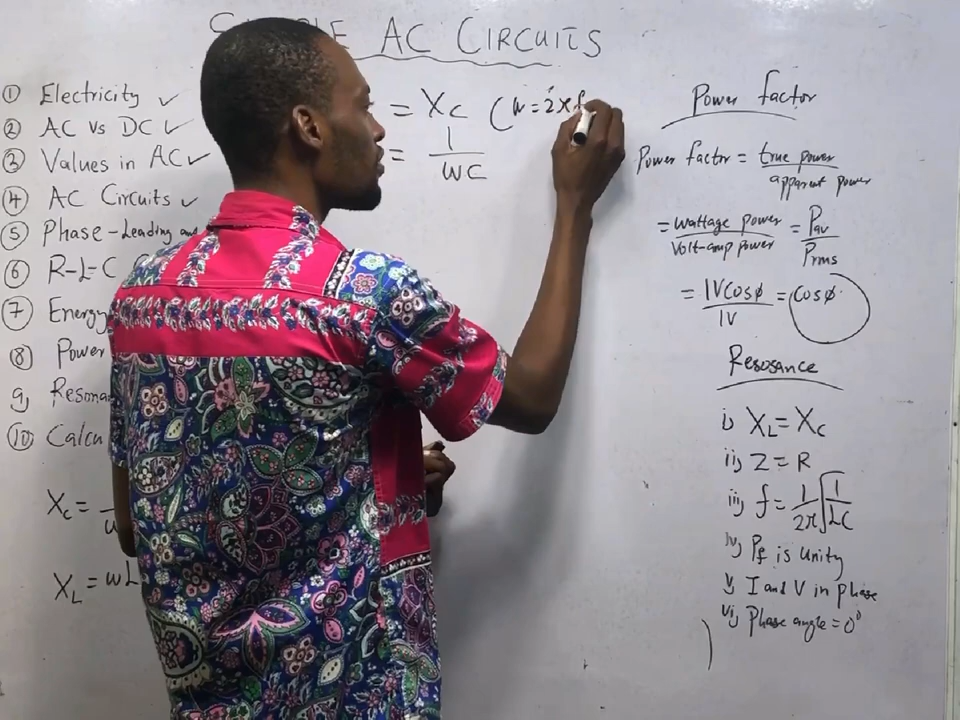 AC CIRCUITS
① Electricity ✓
② AC Vs DC ✓
③ Values in AC ✓
④ AC Circuits ✓
⑤ Phase - Leading an
⑥ R-L-C
⑦ Energy
⑧ Power
9, Resona
⑩ Calcu
Xc =
XL = wL
= Xc (w = 2πf
= 1/wC
Power factor
Power factor = true power/apparent power
= wattage power/Volt-amp power = Pav/Prms
= IVCosφ/IV = Cosφ
Resosance
i, XL = Xc
ii, Z = R
iii, f = 1/2π √1/LC
iv, Pf is Unity
v, I and V in phase
vi, Phase angle = 0°